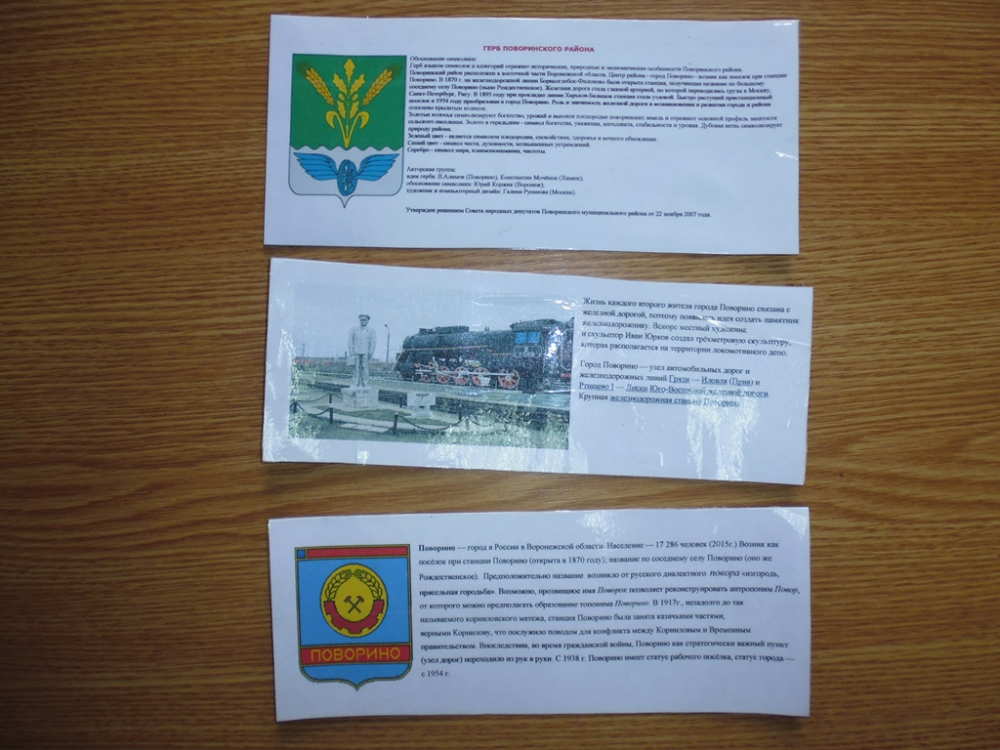 ГЕРБ ПОВОРИНСКОГО РАЙОНА
Обоснование символики:
Герб языком символов и аллегорий отражает исторические, природные и экономические особенности Поворинского района.
Поворинский район расположен в восточной части Воронежской области. Центр района - город Поворино - возник как поселок при станции
Поворино. В 1870 г. на железнодорожной линии Борисоглебск-Филоново была открыта станция, получившая название по большому
соседнему селу Поворино (ныне Рождественское). Железная дорога стала главной артерией, по которой переводились грузы в Москву,
Санкт-Петербург, Ригу. В 1895 году при прокладке линии Харьков-Балашов станция стала узловой. Быстро растущий пристанционный
поселок в 1954 году преобразован в город Поворино. Роль и значимость железной дороги в возникновении и развитии города и района
показаны крылатым колесом.
Золотые колосья символизируют богатство, урожай и высокое плодородие поворинских земель и отражают основной профиль занятости
сельского населения. Золото в геральдике - символ богатства, уважения, интеллекта, стабильности и урожая. Дубовая ветвь символизирует
природу района.
Зеленый цвет - является символом плодородия, спокойствия, здоровья и вечного обновления.
Синий цвет - символ чести, духовности, возвышенных устремлений.
Серебро - символ мира, взаимопонимания, чистоты.
Авторская группа:
идея герба: В.Алимов (Поворино), Константин Мочёнов (Химки);
обоснование символики: Юрий Коржик (Воронеж);
художник и компьютерный дизайн: Галина Русанова (Москва).
Утвержден решением Совета народных депутатов Поворинского муниципального района от 22 ноября 2007 года.
Жизнь каждого второго жителя города Поворино связана с
железной дорогой, поэтому появилась идея создать памятник
железнодорожнику. Вскоре местный художник
и скульптор Иван Юрков создал трёхметровую скульптуру,
которая располагается на территории локомотивного депо.
Город Поворино — узел автомобильных дорог и
железнодорожных линий Грязи — Иловля (Прив) и
Ртищево I — Лиски Юго-Восточной железной дороги.
Крупная железнодорожная станция Поворино.
ПОВОРИНО
Поворино — город в России в Воронежской области. Население — 17 286 человек (2015г.) Возник как
посёлок при станции Поворино (открыта в 1870 году); название по соседнему селу Поворино (оно же
Рождественское). Предположительно название возникло от русского диалектного повора «изгородь,
прясельная городьба». Возможно, прозвищное имя Поворок позволяет реконструировать антропоним Повор,
от которого можно предполагать образование топонима Поворино. В 1917г., незадолго до так
называемого корниловского мятежа, станция Поворино была занята казачьими частями,
верными Корнилову, что послужило поводом для конфликта между Корниловым и Временным
правительством. Впоследствии, во время гражданской войны, Поворино как стратегически важный пункт
(узел дорог) переходило из рук в руки. С 1938 г. Поворино имеет статус рабочего посёлка, статус города —
с 1954 г.